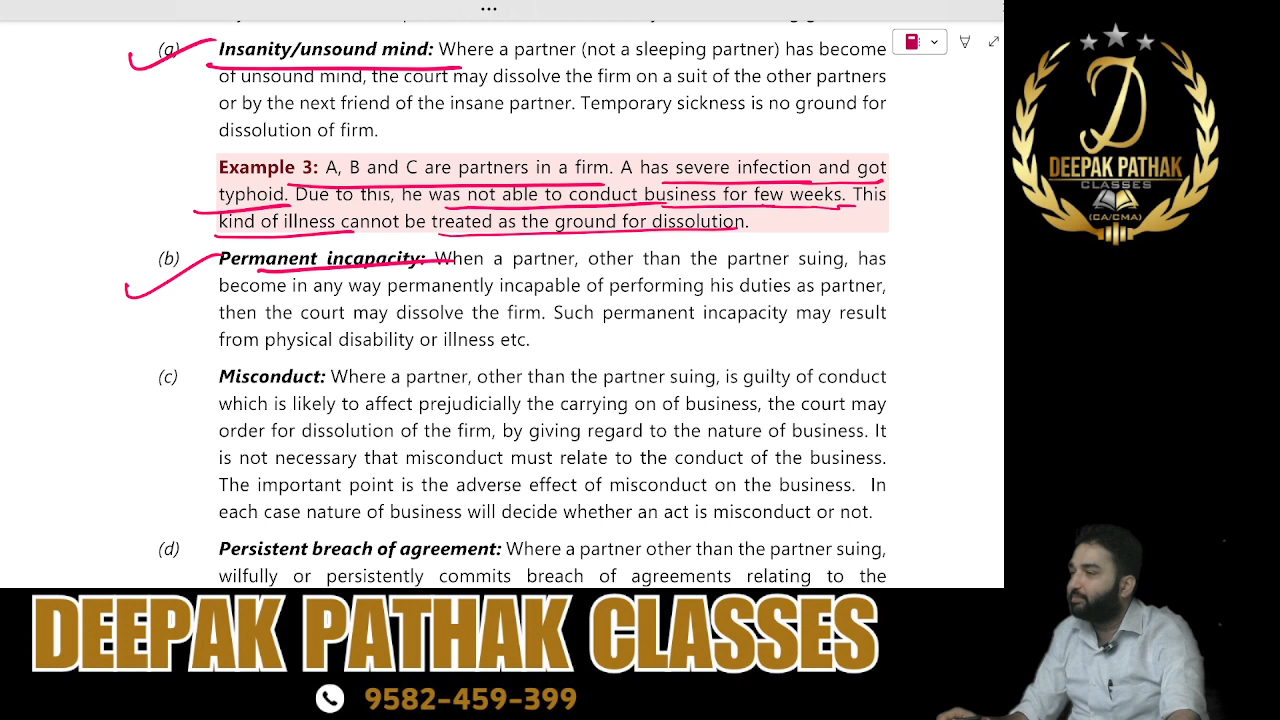 (a) Insanity/unsound mind: Where a partner (not a sleeping partner) has become
of unsound mind, the court may dissolve the firm on a suit of the other partners
or by the next friend of the insane partner. Temporary sickness is no ground for
dissolution of firm.
Example 3: A, B and C are partners in a firm. A has severe infection and got
typhoid. Due to this, he was not able to conduct business for few weeks. This
kind of illness cannot be treated as the ground for dissolution.
(b) Permanent incapacity: When a partner, other than the partner suing, has
become in any way permanently incapable of performing his duties as partner,
then the court may dissolve the firm. Such permanent incapacity may result
from physical disability or illness etc.
(c) Misconduct: Where a partner, other than the partner suing, is guilty of conduct
which is likely to affect prejudicially the carrying on of business, the court may
order for dissolution of the firm, by giving regard to the nature of business. It
is not necessary that misconduct must relate to the conduct of the business.
The important point is the adverse effect of misconduct on the business. In
each case nature of business will decide whether an act is misconduct or not.
(d) Persistent breach of agreement: Where a partner other than the partner suing,
wilfully or persistently commits breach of agreements relating to the
D
DEEPAK PATHAK
CLASSES
(CA/CMA)
DEEPAK PATHAK CLASSES
9582-459-399